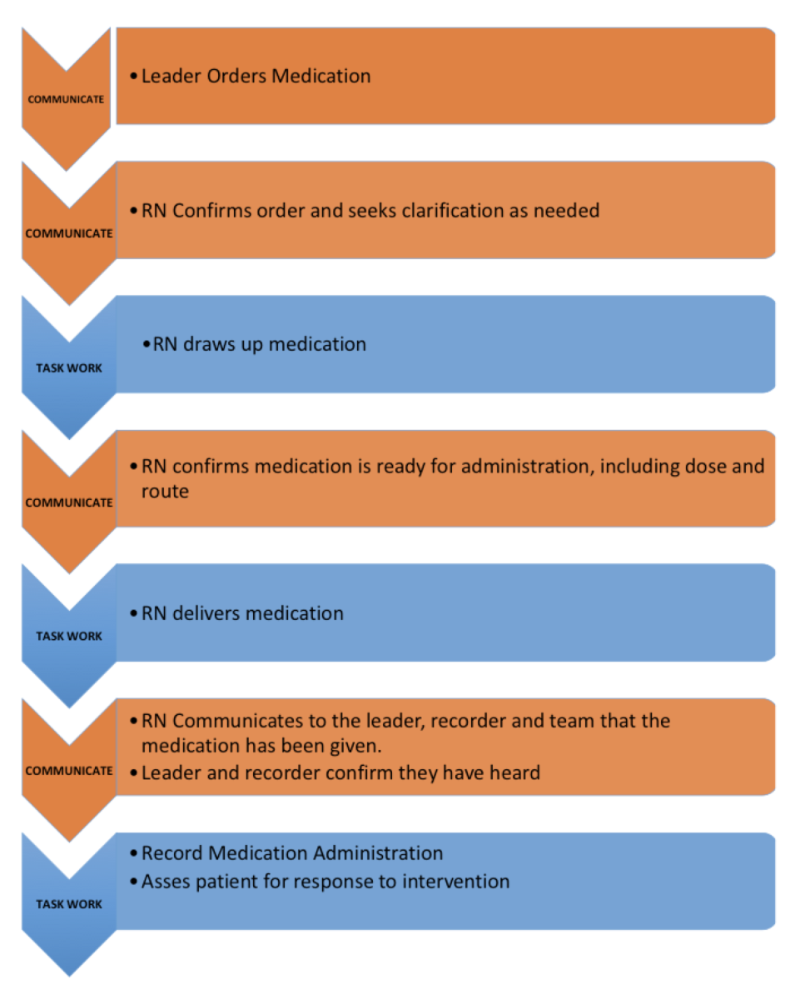 COMMUNICATE
• Leader Orders Medication
COMMUNICATE
• RN Confirms order and seeks clarification as needed
TASK WORK
•RN draws up medication
COMMUNICATE
• RN confirms medication is ready for administration, including dose and
route
TASK WORK
• RN delivers medication
COMMUNICATE
• RN Communicates to the leader, recorder and team that the
medication has been given.
• Leader and recorder confirm they have heard
TASK WORK
• Record Medication Administration
• Asses patient for response to intervention